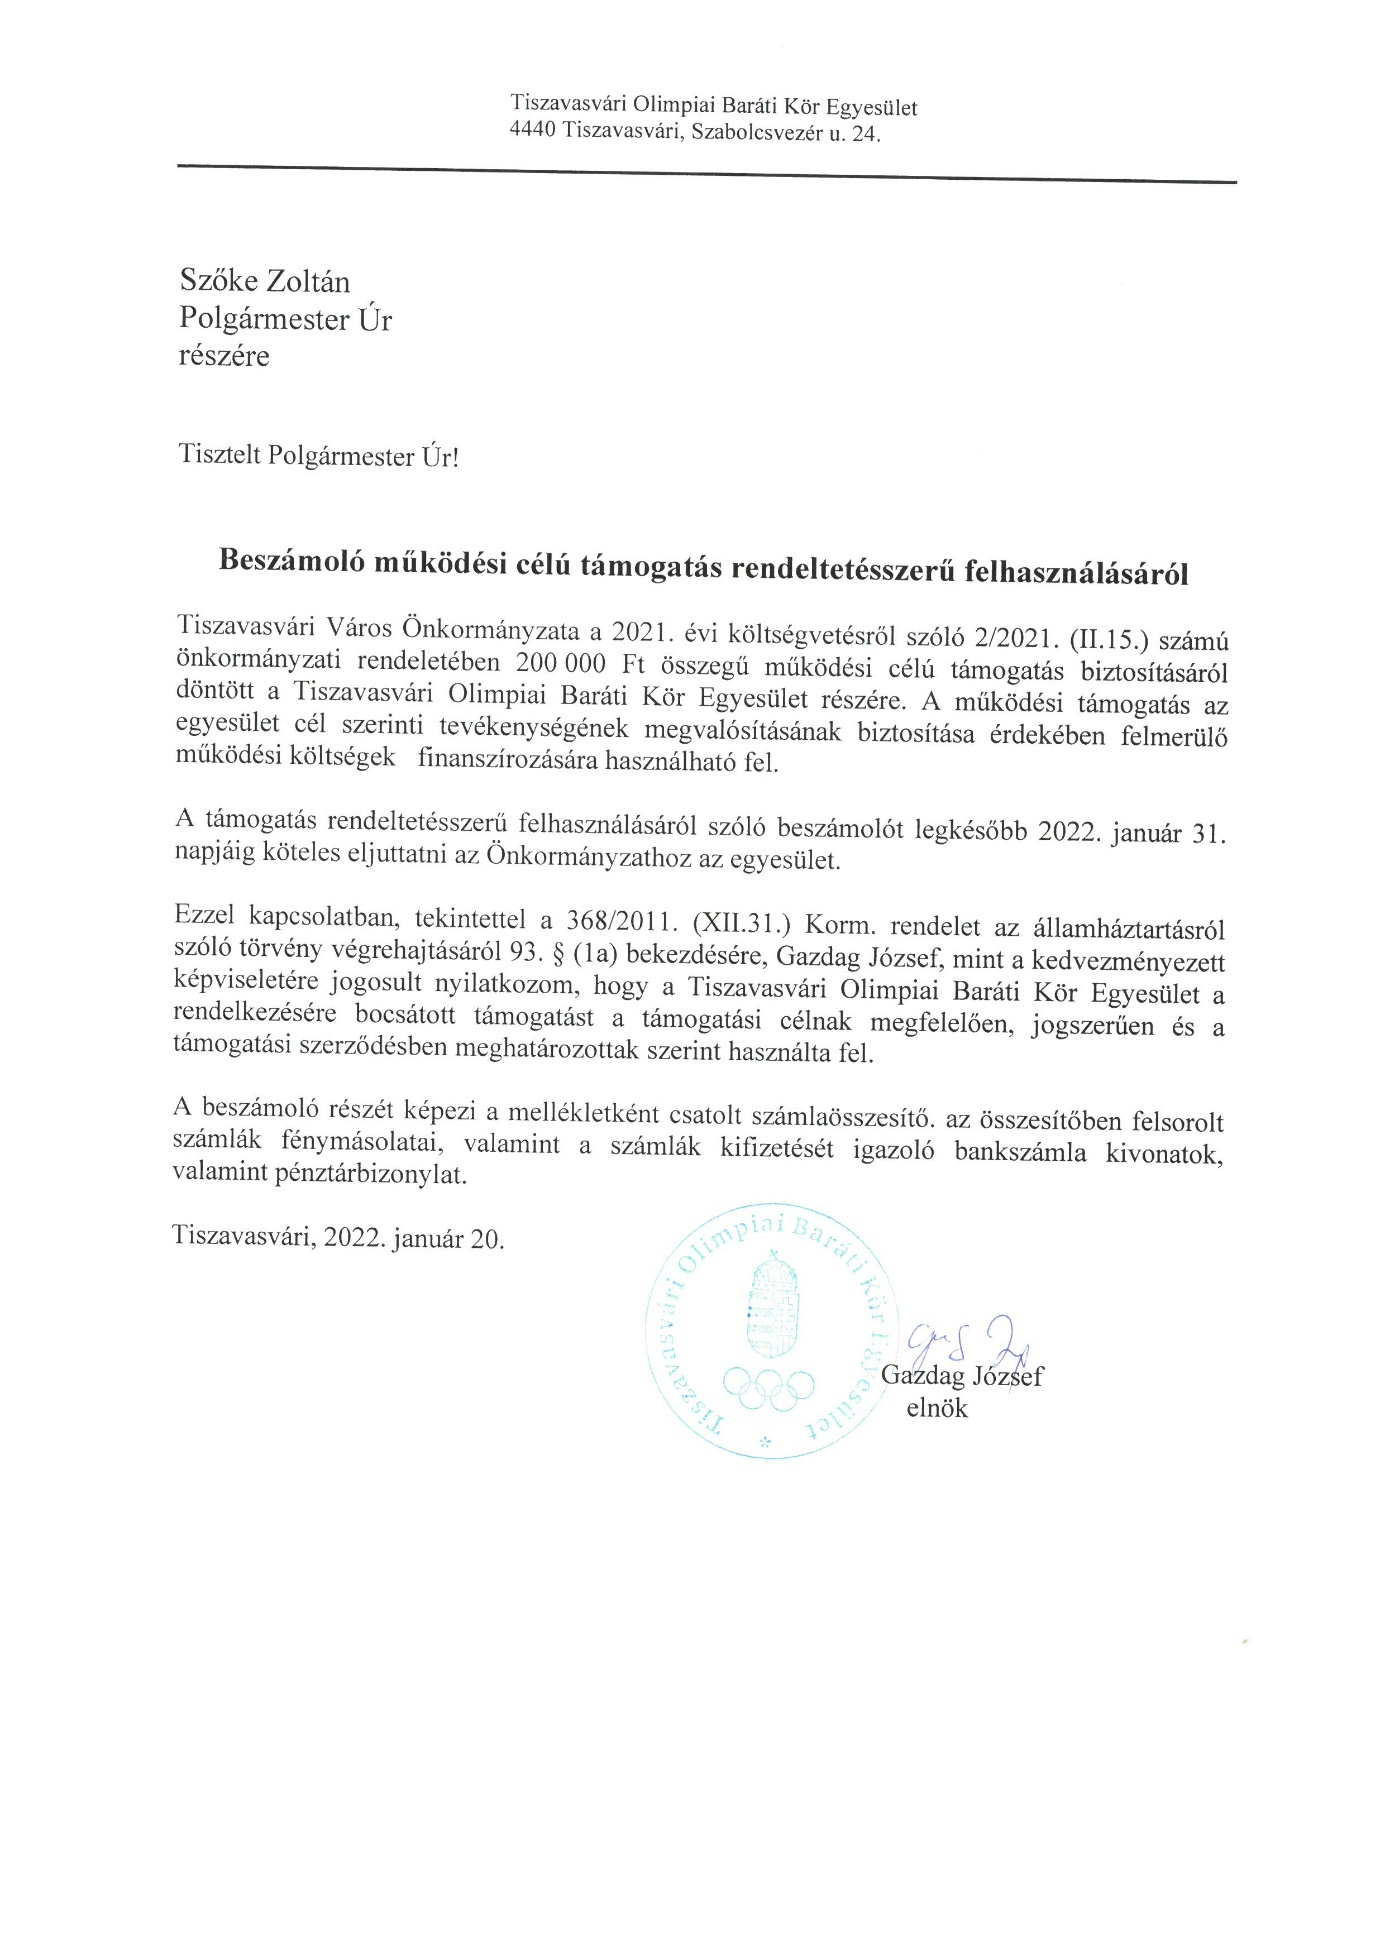 Tiszavasvári Olimpiai Baráti Kör Egyesület
4440 Tiszavasvári, Szabolcsvezér u. 24.
Szőke Zoltán
Polgármester Úr
részére
Tisztelt Polgármester Úr!
Beszámoló működési célú támogatás rendeltetésszerű felhasználásáról
Tiszavasvári Város Önkormányzata a 2021. évi költségvetésről szóló 2/2021. (II.15.) számú
önkormányzati rendeletében 200 000 Ft összegű működési célú támogatás biztosításáról
döntött a Tiszavasvári Olimpiai Baráti Kör Egyesület részére. A működési támogatás az
egyesület cél szerinti tevékenységének megvalósításának biztosítása érdekében felmerülő
működési költségek finanszírozására használható fel.
A támogatás rendeltetésszerű felhasználásáról szóló beszámolót legkésőbb 2022. január 31.
napjáig köteles eljuttatni az Önkormányzathoz az egyesület.
Ezzel kapcsolatban, tekintettel a 368/2011. (XII.31.) Korm. rendelet az államháztartásról
szóló törvény végrehajtásáról 93. § (1a) bekezdésére, Gazdag József, mint a kedvezményezett
képviseletére jogosult nyilatkozom, hogy a Tiszavasvári Olimpiai Baráti Kör Egyesület a
rendelkezésére bocsátott támogatást a támogatási célnak megfelelően, jogszerűen és a
támogatási szerződésben meghatározottak szerint használta fel.
A beszámoló részét képezi a mellékletként csatolt számlaösszesítő. az összesítőben felsorolt
számlák fénymásolatai, valamint a számlák kifizetését igazoló bankszámla kivonatok,
valamint pénztárbizonylat.
Tiszavasvári, 2022. január 20.
Tiszavasvári Olimpiai Baráti Kör Egyesület *
Gazdag József
elnök